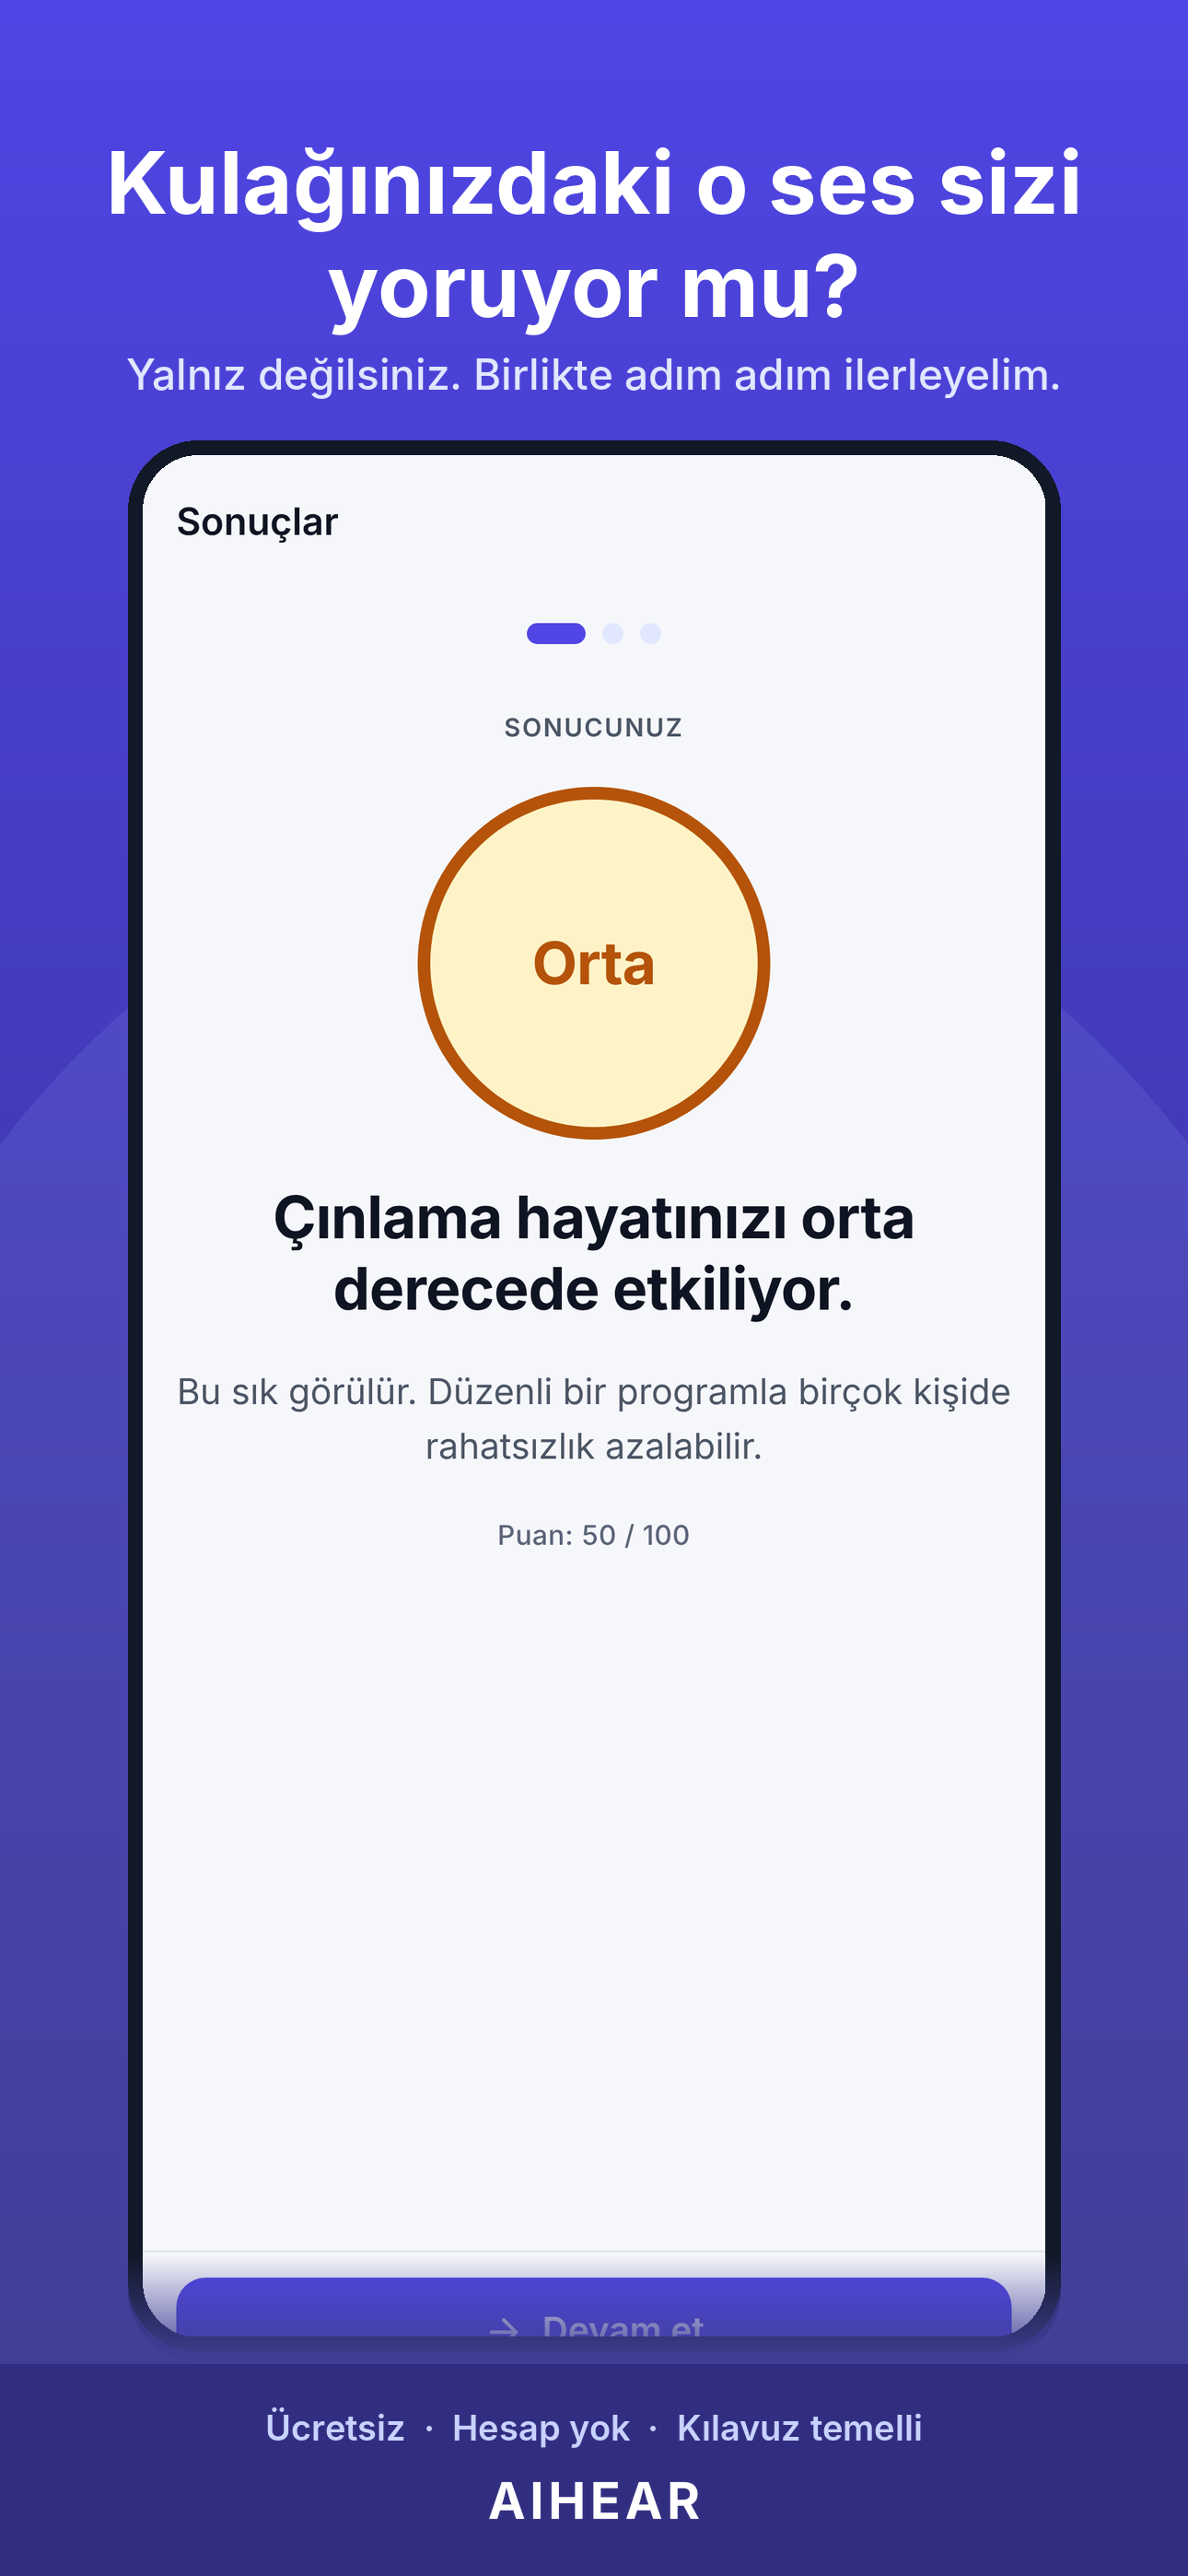 Kulağınızdaki o ses sizi
yoruyor mu?
Yalnız değilsiniz. Birlikte adım adım ilerleyelim.
Sonuçlar
SONUCUNUZ
Orta
Çınlama hayatınızı orta
derecede etkiliyor.
Bu sık görülür. Düzenli bir programla birçok kişide
rahatsızlık azalabilir.
Puan: 50 / 100
→ Devam et
Ücretsiz · Hesap yok · Kılavuz temelli
AIHEAR